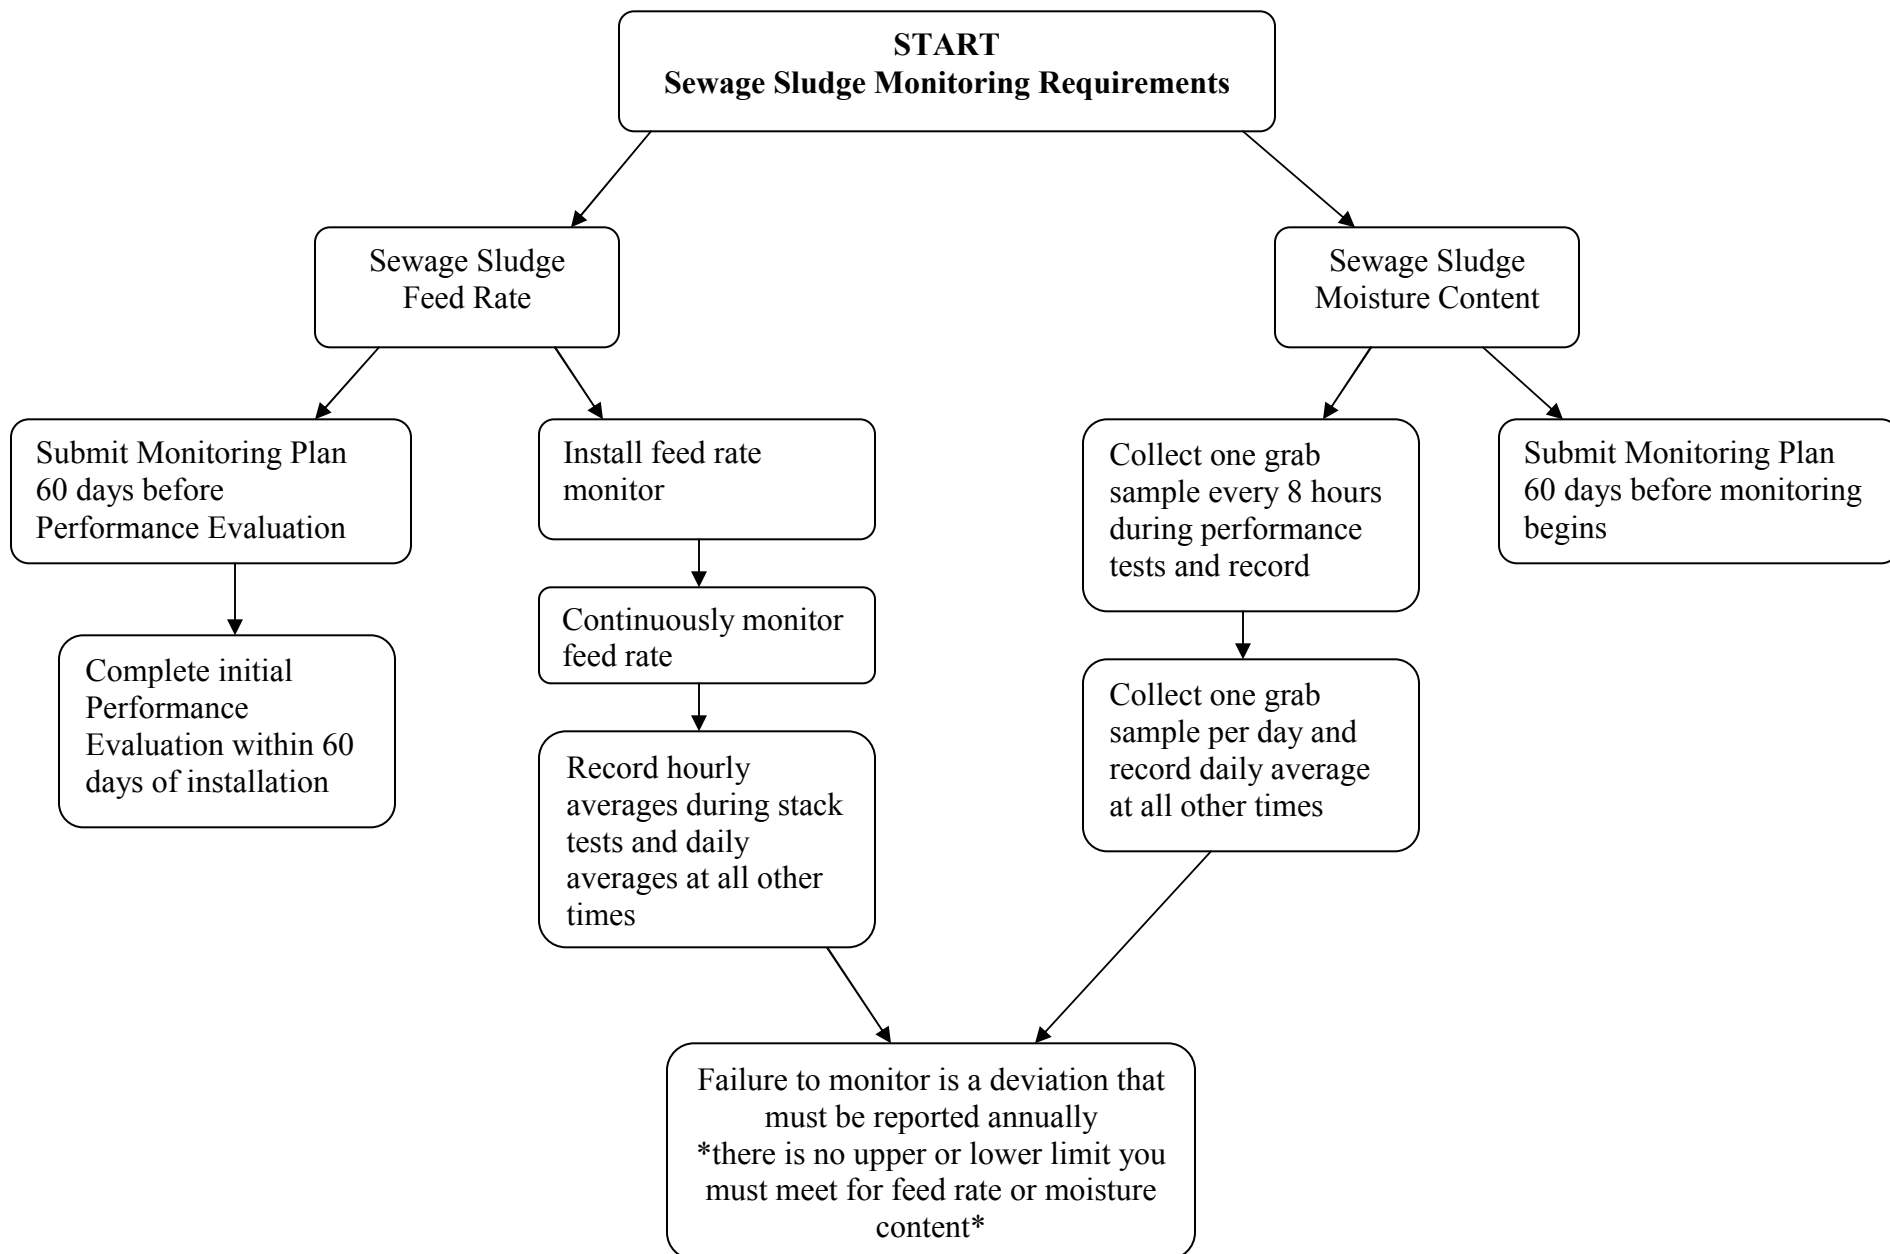 START
Sewage Sludge Monitoring Requirements
Sewage Sludge
Feed Rate
Sewage Sludge
Moisture Content
Submit Monitoring Plan
60 days before
Performance Evaluation
Install feed rate
monitor
Collect one grab
sample every 8 hours
during performance
tests and record
Submit Monitoring Plan
60 days before monitoring
begins
Complete initial
Performance
Evaluation within 60
days of installation
Continuously monitor
feed rate
Record hourly
averages during stack
tests and daily
averages at all other
times
Collect one grab
sample per day and
record daily average
at all other times
Failure to monitor is a deviation that
must be reported annually
*there is no upper or lower limit you
must meet for feed rate or moisture
content*